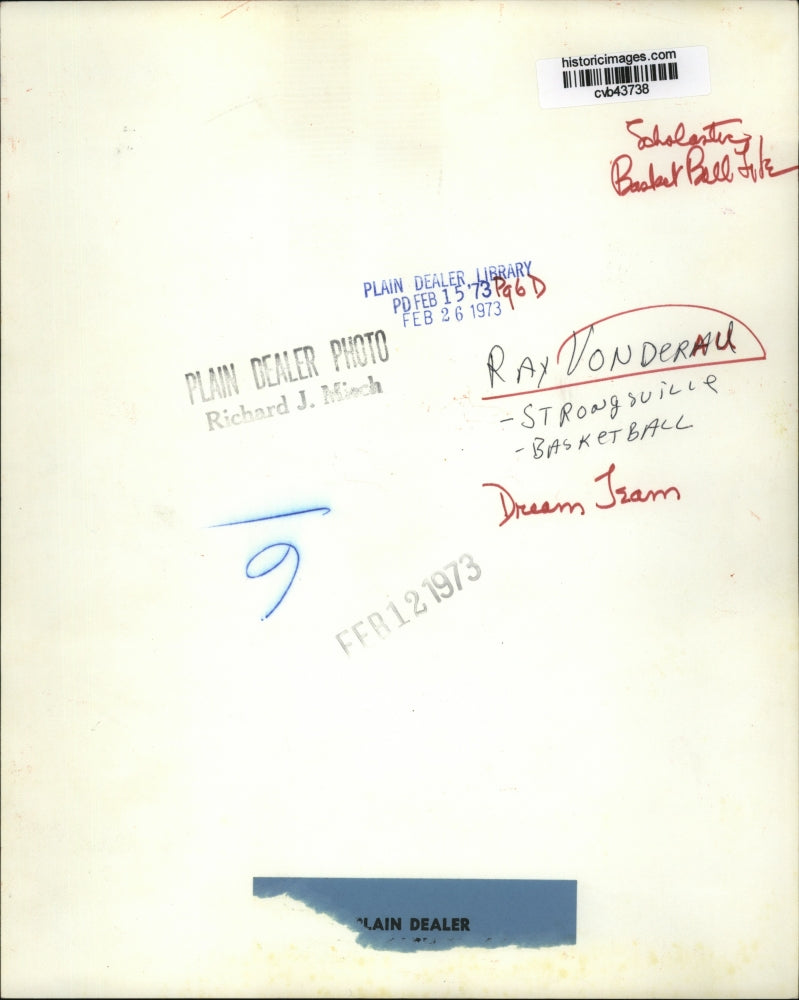 historicimages.com
cvb43738
Scholastic
Basket Ball File
PLAIN DEALER LIBRARY
PD FEB 15 '73 Pg 6 D
FEB 26 1973
PLAIN DEALER PHOTO
Richard J. Misch
RAY VONDERAU
- STRONGSVILLE
- BASKETBALL
Dream Team
9
FEB 12 1973
PLAIN DEALER